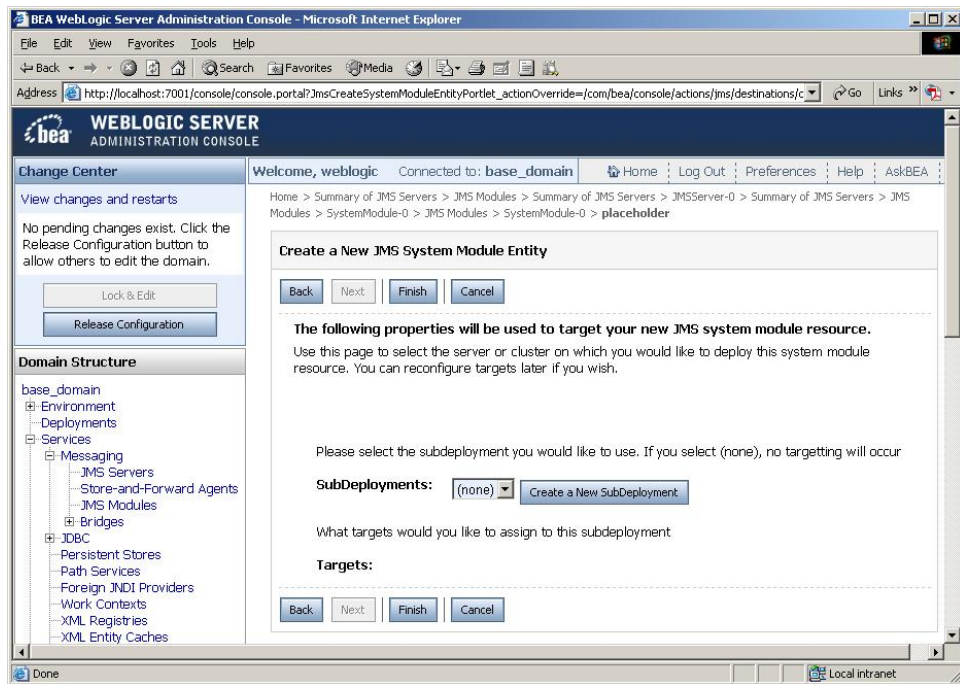 BEA WebLogic Server Administration Console - Microsoft Internet Explorer
File Edit View Favorites Tools Help
Back Search Favorites Media
Address http://localhost:7001/console/console.portal?JmsCreateSystemModuleEntityPortlet_actionOverride=/com/bea/console/actions/jms/destinations/c Go Links »
bea WEBLOGIC SERVER
ADMINISTRATION CONSOLE
Change Center
View changes and restarts
No pending changes exist. Click the
Release Configuration button to
allow others to edit the domain.
Lock & Edit
Release Configuration
Domain Structure
base_domain
Environment
Deployments
Services
Messaging
JMS Servers
Store-and-Forward Agents
JMS Modules
Bridges
JDBC
Persistent Stores
Path Services
Foreign JNDI Providers
Work Contexts
XML Registries
XML Entity Caches
Welcome, weblogic Connected to: base_domain Home Log Out Preferences Help AskBEA
Home > Summary of JMS Servers > JMS Modules > Summary of JMS Servers > JMSServer-0 > Summary of JMS Servers > JMS
Modules > SystemModule-0 > JMS Modules > SystemModule-0 > placeholder
Create a New JMS System Module Entity
Back Next Finish Cancel
The following properties will be used to target your new JMS system module resource.
Use this page to select the server or cluster on which you would like to deploy this system module
resource. You can reconfigure targets later if you wish.
Please select the subdeployment you would like to use. If you select (none), no targetting will occur
SubDeployments: (none) Create a New SubDeployment
What targets would you like to assign to this subdeployment
Targets:
Back Next Finish Cancel
Done Local intranet